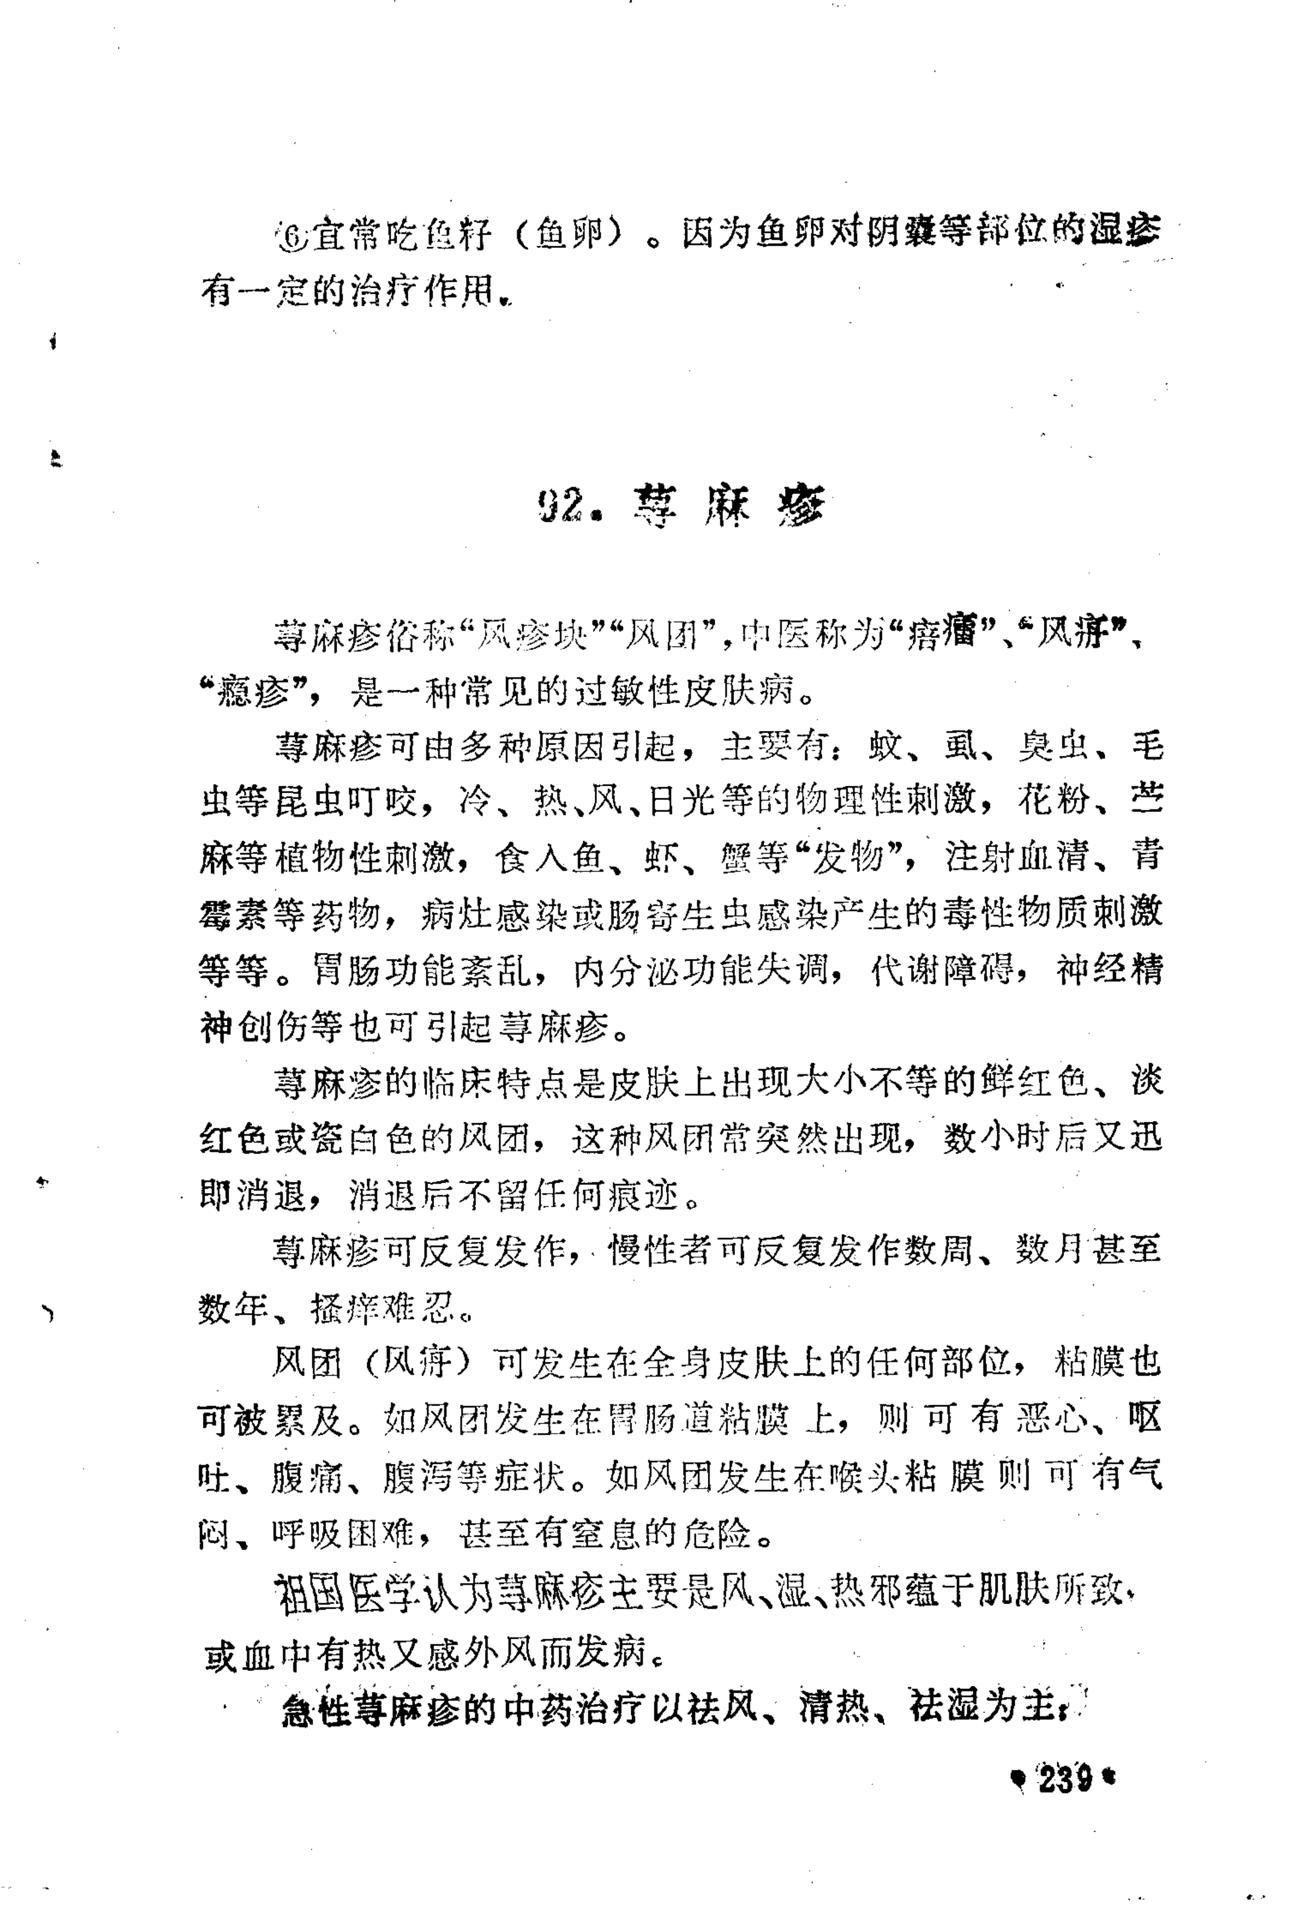 ⑥宜常吃鱼籽（鱼卵）。因为鱼卵对阴囊等部位的湿疹
有一定的治疗作用。
92.荨麻疹
荨麻疹俗称“风疹块”“风团”，中医称为“㾦癗”、“风㾦”、
“瘾疹”，是一种常见的过敏性皮肤病。
荨麻疹可由多种原因引起，主要有：蚊、虱、臭虫、毛
虫等昆虫叮咬，冷、热、风、日光等的物理性刺激，花粉、苎
麻等植物性刺激，食入鱼、虾、蟹等“发物”，注射血清、青
霉素等药物，病灶感染或肠寄生虫感染产生的毒性物质刺激
等等。胃肠功能紊乱，内分泌功能失调，代谢障碍，神经精
神创伤等也可引起荨麻疹。
荨麻疹的临床特点是皮肤上出现大小不等的鲜红色、淡
红色或瓷白色的风团，这种风团常突然出现，数小时后又迅
即消退，消退后不留任何痕迹。
荨麻疹可反复发作，慢性者可反复发作数周、数月甚至
数年、搔痒难忍。
风团（风㾦）可发生在全身皮肤上的任何部位，粘膜也
可被累及。如风团发生在胃肠道粘膜上，则可有恶心、呕
吐、腹痛、腹泻等症状。如风团发生在喉头粘膜则可有气
闷、呼吸困难，甚至有窒息的危险。
祖国医学认为荨麻疹主要是风、湿、热邪蕴于肌肤所致，
或血中有热又感外风而发病。
急性荨麻疹的中药治疗以祛风、清热、祛湿为主；
• 239 •